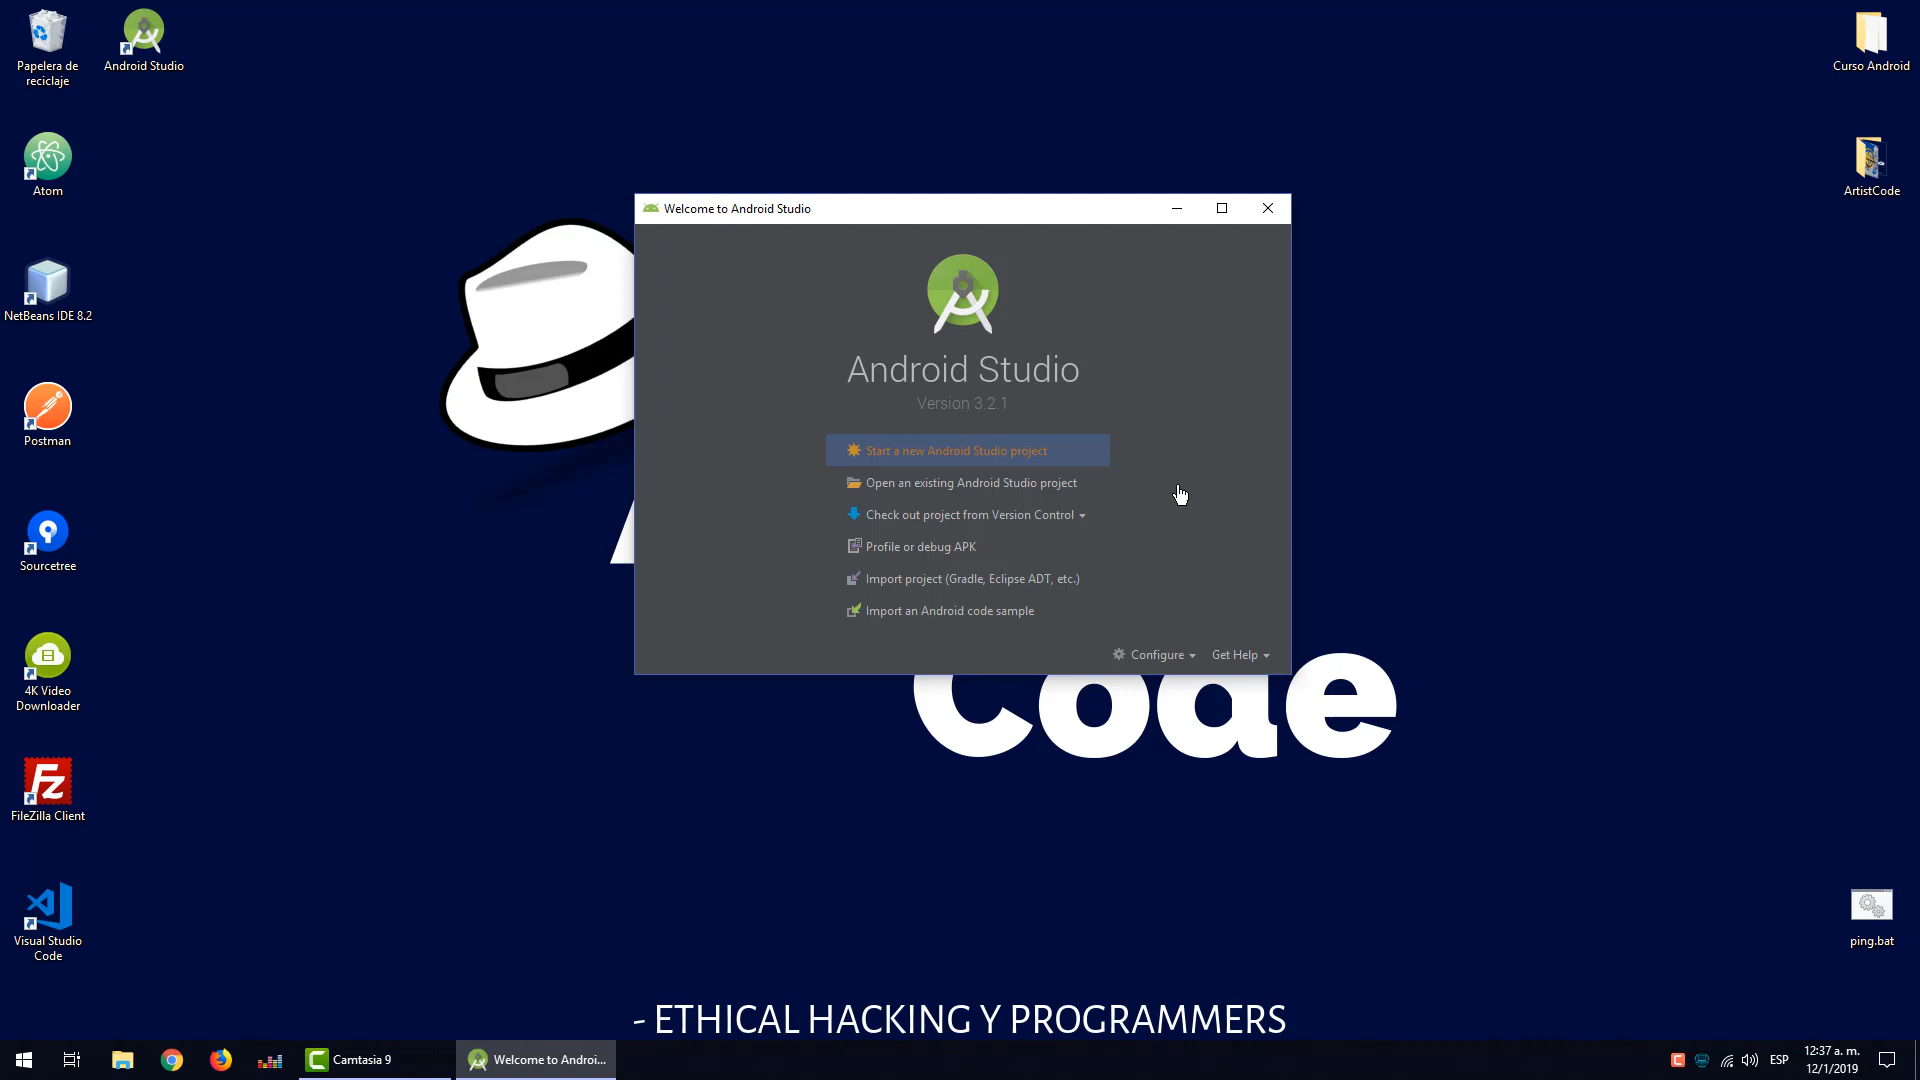 Papelera de
reciclaje
Android Studio
Curso Android
Atom
ArtistCode
NetBeans IDE 8.2
Postman
Sourcetree
4K Video
Downloader
FileZilla Client
Visual Studio
Code
ping.bat
Welcome to Android Studio
Android Studio
Version 3.2.1
Start a new Android Studio project
Open an existing Android Studio project
Check out project from Version Control
Profile or debug APK
Import project (Gradle, Eclipse ADT, etc.)
Import an Android code sample
Configure
Get Help
Code
- ETHICAL HACKING Y PROGRAMMERS
Camtasia 9
Welcome to Androi...
ESP
12:37 a. m.
12/1/2019